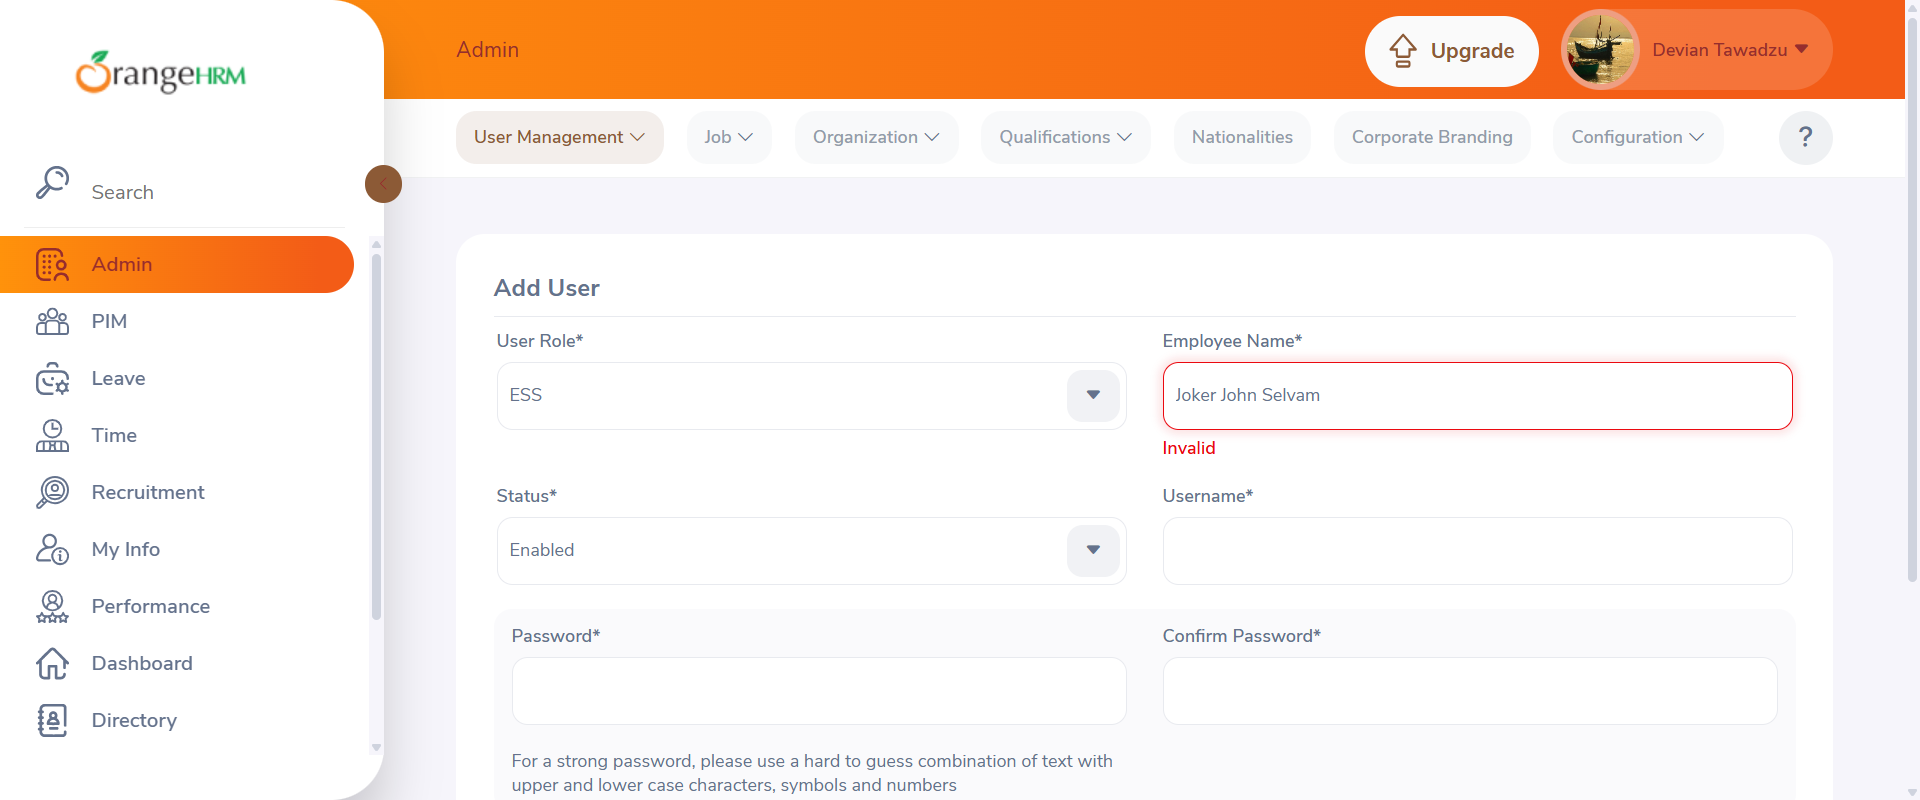 OrangeHRM
Admin
Upgrade
Devian Tawadzu
User Management
Job
Organization
Qualifications
Nationalities
Corporate Branding
Configuration
?
Search
Admin
PIM
Leave
Time
Recruitment
My Info
Performance
Dashboard
Directory
Add User
User Role*
Employee Name*
ESS
Joker John Selvam
Invalid
Status*
Username*
Enabled
Password*
Confirm Password*
For a strong password, please use a hard to guess combination of text with
upper and lower case characters, symbols and numbers